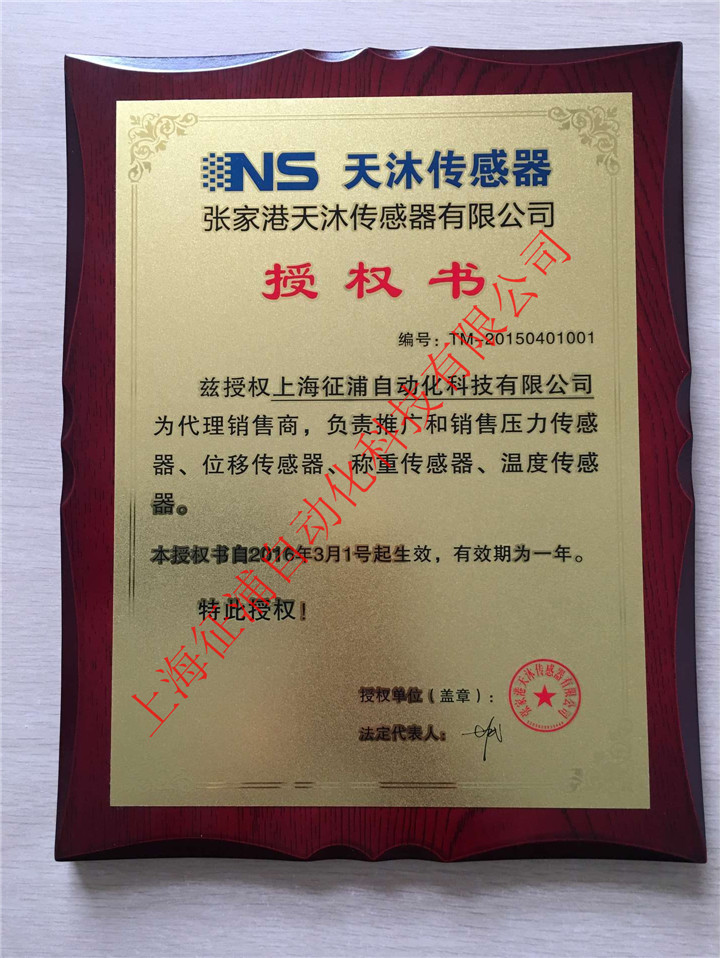 NS 天沐传感器
张家港天沐传感器有限公司
授权书
编号：TM-20150401001
兹授权上海征浦自动化科技有限公司
为代理销售商，负责推广和销售压力传感
器、位移传感器、称重传感器、温度传感
器。
本授权书自2016年3月1号起生效，有效期为一年。
特此授权！
授权单位（盖章）：
张家港天沐传感器有限公司
法定代表人：
上海征浦自动化科技有限公司